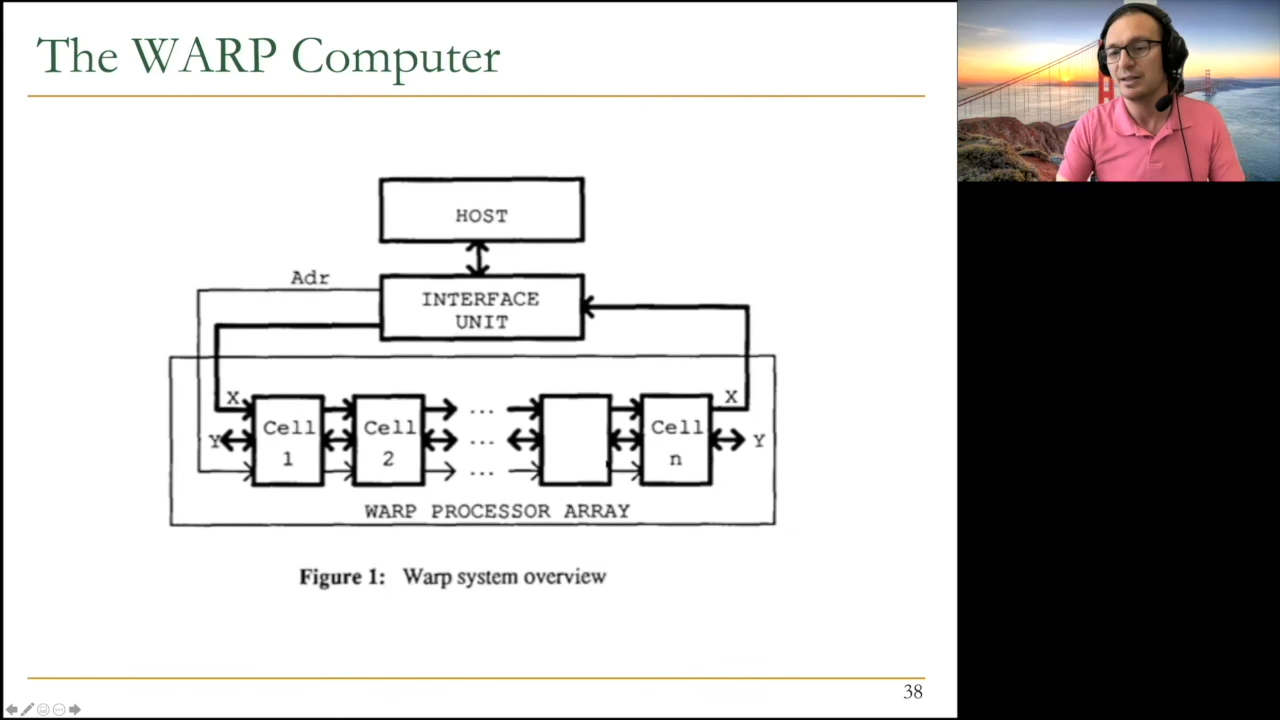 The WARP Computer
HOST
Adr
INTERFACE
UNIT
X
X
Cell
1
Cell
2
...
...
...
Cell
n
Y
Y
WARP PROCESSOR ARRAY
Figure 1: Warp system overview
38